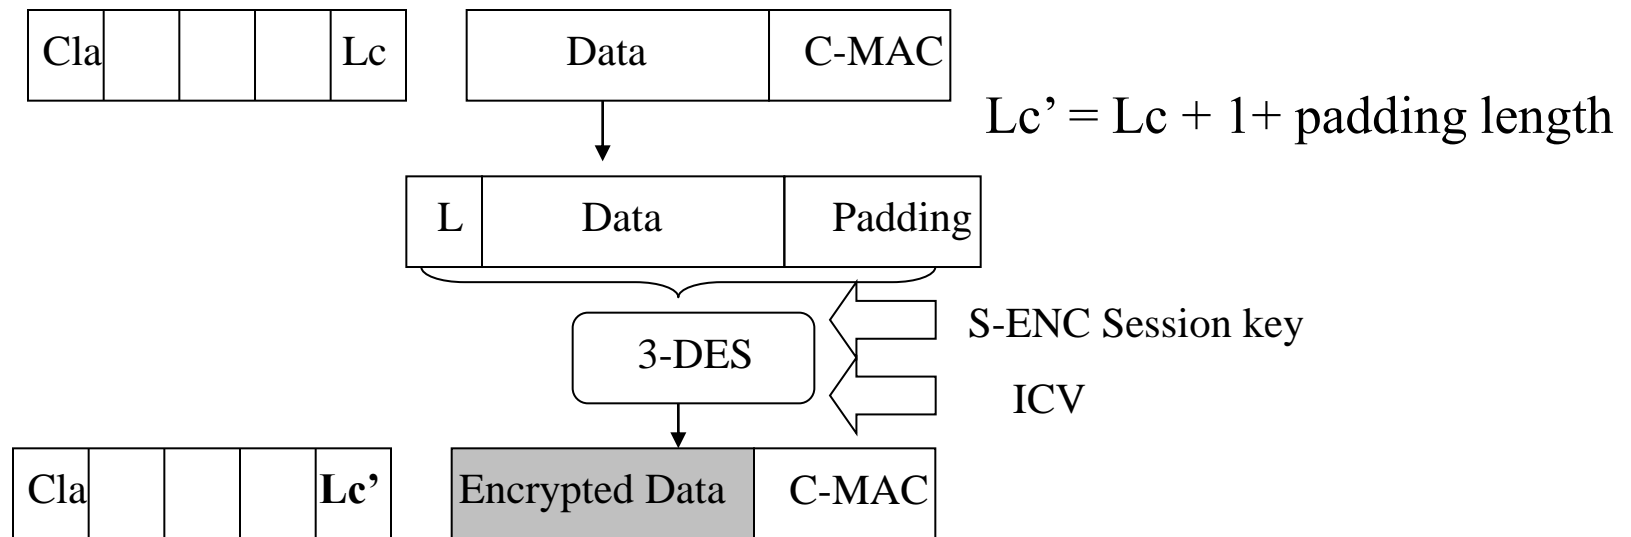 Cla Lc Data C-MAC
Lc’ = Lc + 1+ padding length
L Data Padding
3-DES
S-ENC Session key
ICV
Cla Lc’ Encrypted Data C-MAC